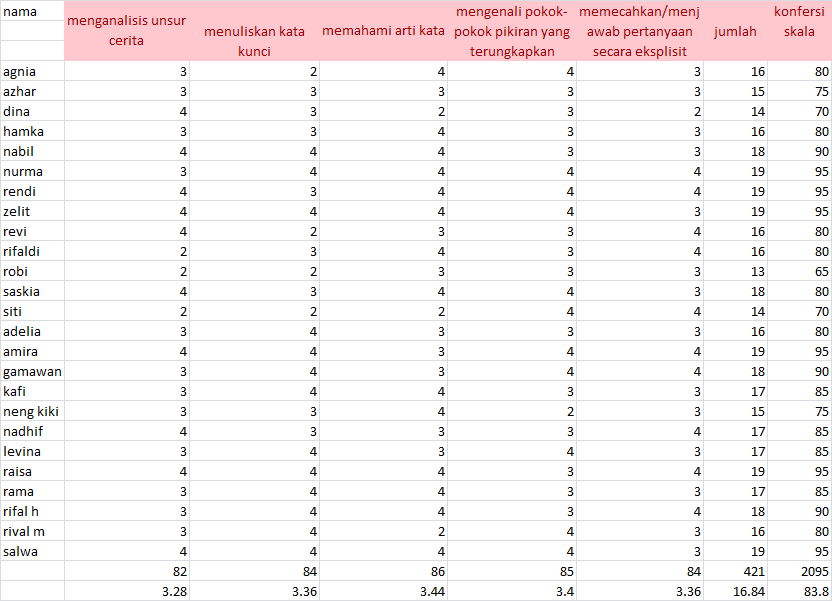 nama menganalisis unsur cerita menuliskan kata kunci memahami arti kata mengenali pokok-pokok pikiran yang terungkapkan memecahkan/menjawab pertanyaan secara eksplisit jumlah konfersi skala
agnia 3 2 4 4 3 16 80
azhar 3 3 3 3 3 15 75
dina 4 3 2 3 2 14 70
hamka 3 3 4 3 3 16 80
nabil 4 4 4 3 3 18 90
nurma 3 4 4 4 4 19 95
rendi 4 3 4 4 4 19 95
zelit 4 4 4 4 3 19 95
revi 4 2 3 3 4 16 80
rifaldi 2 3 4 3 4 16 80
robi 2 2 3 3 3 13 65
saskia 4 3 4 4 3 18 80
siti 2 2 2 4 4 14 70
adelia 3 4 3 3 3 16 80
amira 4 4 3 4 4 19 95
gamawan 3 4 3 4 4 18 90
kafi 3 4 4 3 3 17 85
neng kiki 3 3 4 2 3 15 75
nadhif 4 3 3 3 4 17 85
levina 3 4 3 4 3 17 85
raisa 4 4 4 3 4 19 95
rama 3 4 4 3 3 17 85
rifal h 3 4 4 3 4 18 90
rival m 3 4 2 4 3 16 80
salwa 4 4 4 4 3 19 95
82 84 86 85 84 421 2095
3.28 3.36 3.44 3.4 3.36 16.84 83.8